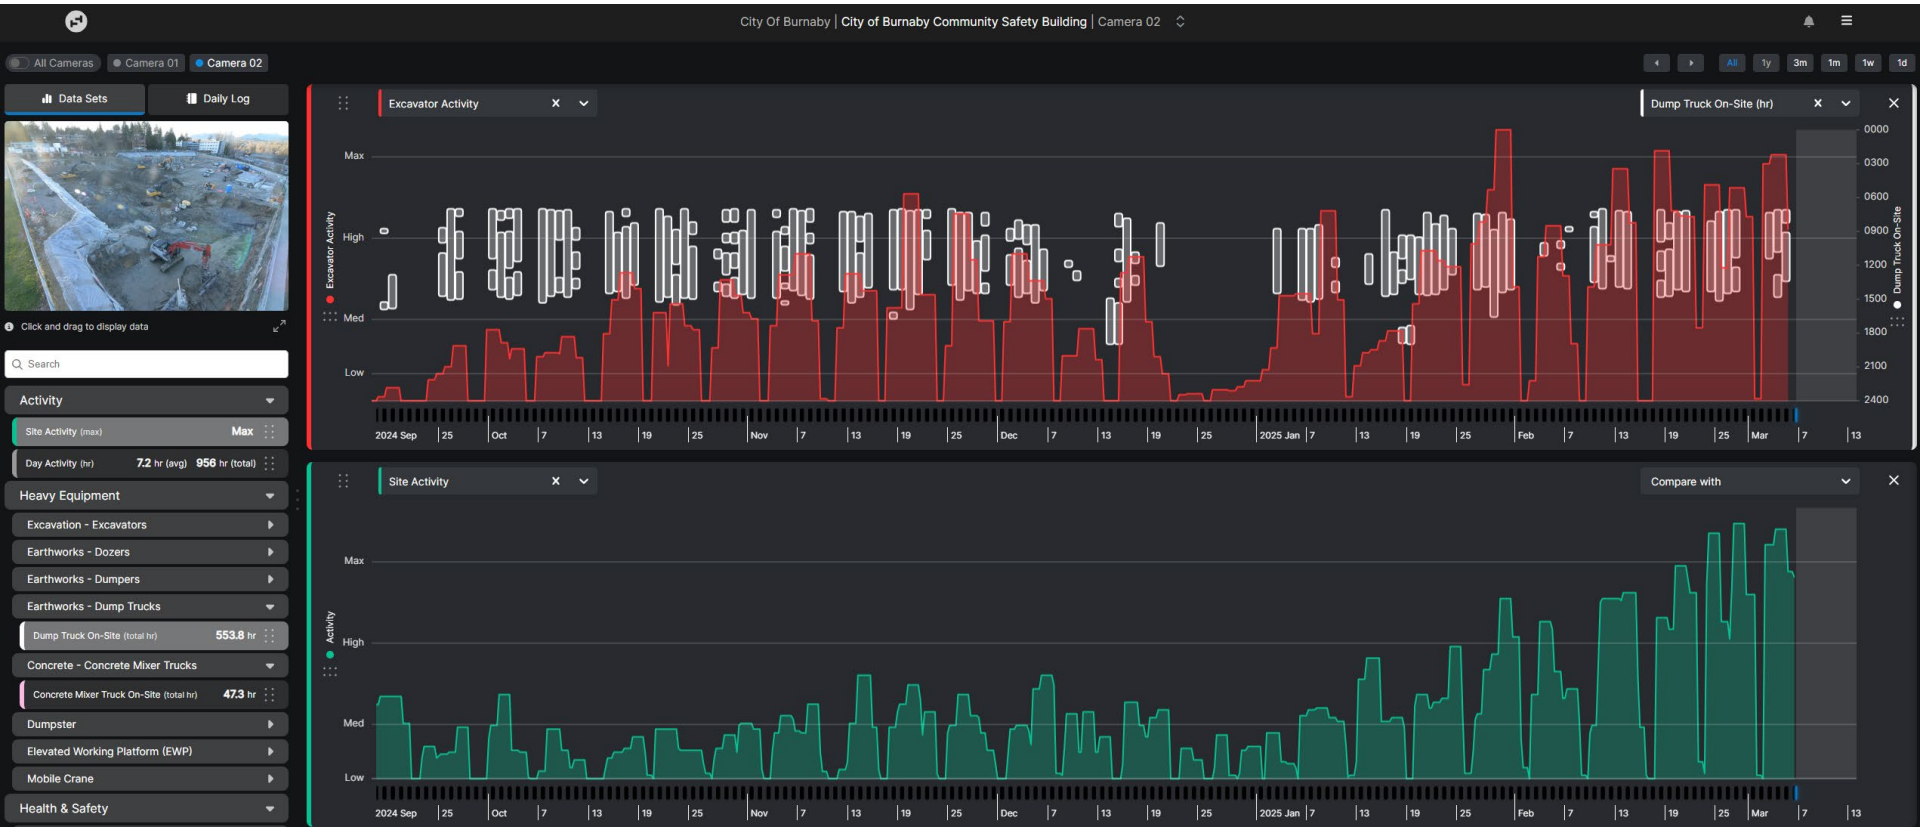 City Of Burnaby | City of Burnaby Community Safety Building | Camera 02
All Cameras
Camera 01
Camera 02
All
1y
3m
1m
1w
1d
Data Sets
Daily Log
Click and drag to display data
Search
Activity
Site Activity (max) Max
Day Activity (hr) 7.2 hr (avg) 956 hr (total)
Heavy Equipment
Excavation - Excavators
Earthworks - Dozers
Earthworks - Dumpers
Earthworks - Dump Trucks
Dump Truck On-Site (total hr) 553.8 hr
Concrete - Concrete Mixer Trucks
Concrete Mixer Truck On-Site (total hr) 47.3 hr
Dumpster
Elevated Working Platform (EWP)
Mobile Crane
Health & Safety
Excavator Activity
Dump Truck On-Site (hr)
Excavator Activity
Max
High
Med
Low
0000
0300
0600
0900
1200
1500
1800
2100
2400
Dump Truck On-Site
2024 Sep 25 Oct 7 13 19 25 Nov 7 13 19 25 Dec 7 13 19 25 2025 Jan 7 13 19 25 Feb 7 13 19 25 Mar 7 13
Site Activity
Compare with
Activity
Max
High
Med
Low
2024 Sep 25 Oct 7 13 19 25 Nov 7 13 19 25 Dec 7 13 19 25 2025 Jan 7 13 19 25 Feb 7 13 19 25 Mar 7 13